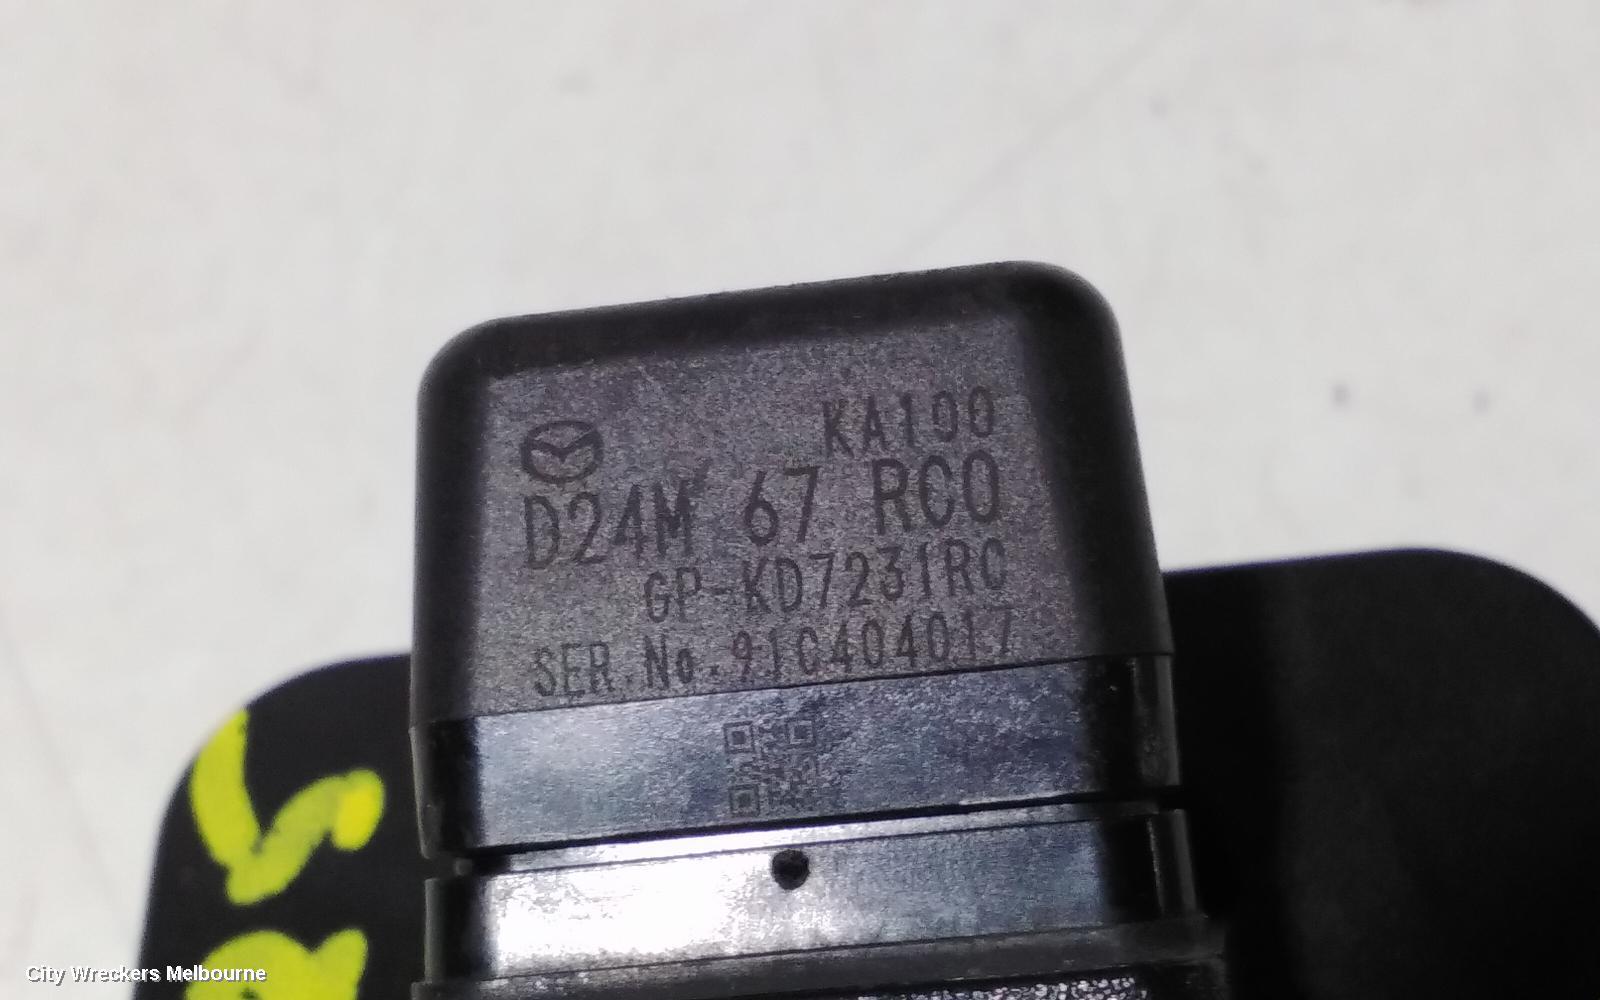 KA100
D24M 67 RC0
GP-KD7231RC
SER.No.91C404017
City Wreckers Melbourne